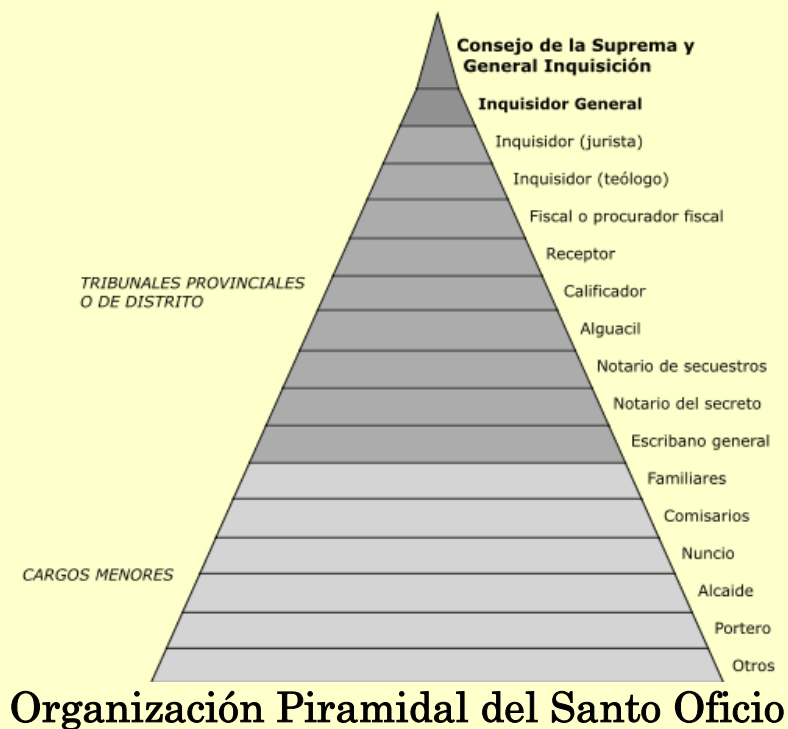 Consejo de la Suprema y
General Inquisición
Inquisidor General
Inquisidor (jurista)
Inquisidor (teólogo)
Fiscal o procurador fiscal
Receptor
TRIBUNALES PROVINCIALES
O DE DISTRITO
Calificador
Alguacil
Notario de secuestros
Notario del secreto
Escribano general
Familiares
Comisarios
Nuncio
CARGOS MENORES
Alcaide
Portero
Otros
Organización Piramidal del Santo Oficio